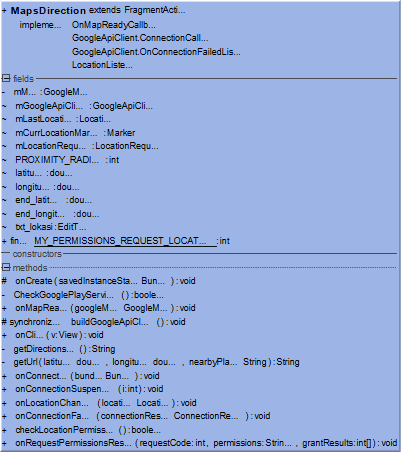 + MapsDirection extends FragmentActi...
impleme... OnMapReadyCallb...
GoogleApiClient.ConnectionCall...
GoogleApiClient.OnConnectionFailedLis...
LocationListe...
fields
- mM... :GoogleM...
~ mGoogleApiCli... :GoogleApiCli...
~ mLastLocati... :Locati...
~ mCurrLocationMar... :Marker
~ mLocationRequ... :LocationRequ...
~ PROXIMITY_RADI... :int
~ latitu... :dou...
~ longitu... :dou...
~ end_latit... :dou...
~ end_longit... :dou...
~ txt_lokasi:EditT...
+ fin... MY_PERMISSIONS_REQUEST_LOCAT... :int
constructors
methods
# onCreate(savedInstanceSta... Bun... ):void
- CheckGooglePlayServi... ():boole...
+ onMapRea... (googleM... GoogleM... ):void
# synchroniz... buildGoogleApiCl... ():void
+ onCli... (v:View):void
- getDirections... ():String
- getUrl(latitu... dou... , longitu... dou... , nearbyPla... String):String
+ onConnect... (bund... Bun... ):void
+ onConnectionSuspen... (i:int):void
+ onLocationChan... (locati... Locati... ):void
+ onConnectionFa... (connectionRes... ConnectionRe... ):void
+ checkLocationPermiss... ():boole...
+ onRequestPermissionsRes... (requestCode:int, permissions:Strin... , grantResults:int[]):void